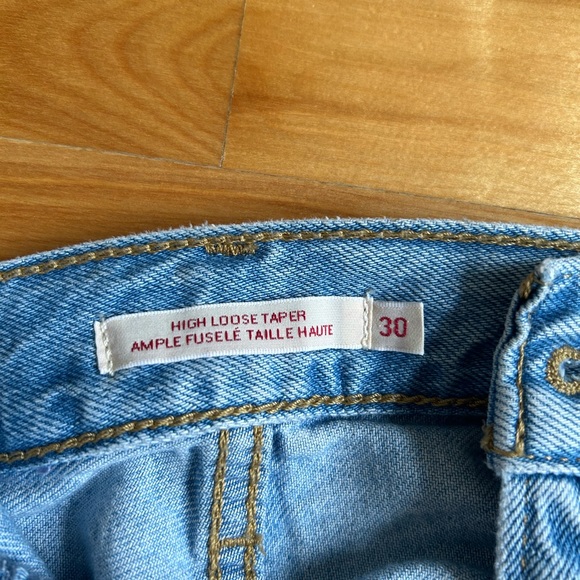 HIGH LOOSE TAPER
AMPLE FUSELÉ TAILLE HAUTE
30